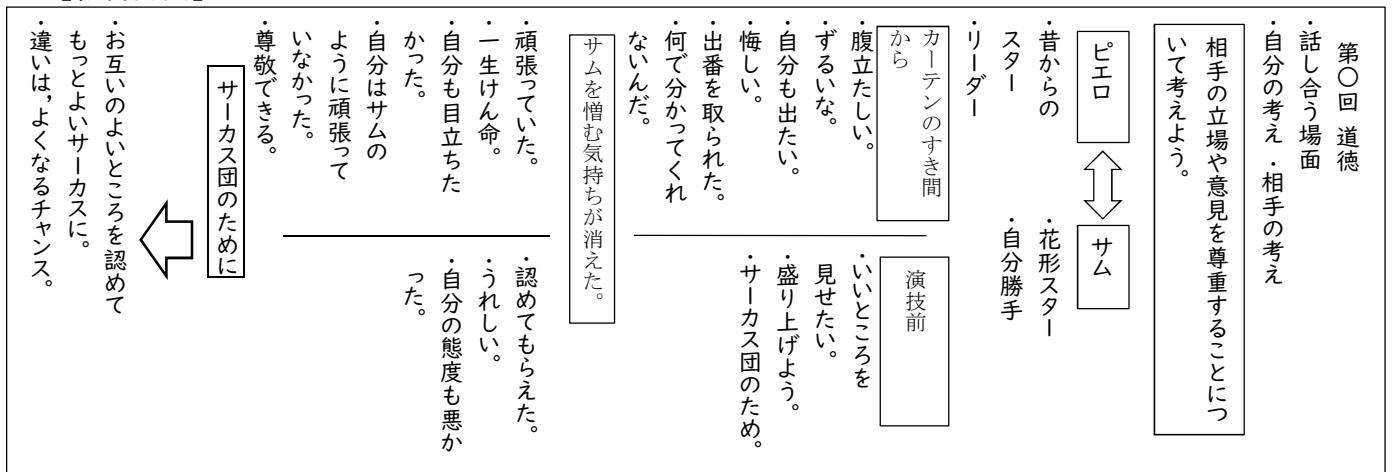 第〇回 道徳
・話し合う場面
・自分の考え・相手の考え
相手の立場や意見を尊重することにつ
いて考えよう。
ピエロ
・昔からの
スター
・リーダー
サム
・花形スター
・自分勝手
カーテンのすき間
から
・腹立たしい。
・ずるいな。
・自分も出たい。
・悔しい。
・出番を取られた。
・何で分かってくれ
ないんだ。
演技前
・いいところを
見せたい。
・盛り上げよう。
・サーカス団のため。
サムを憎む気持ちが消えた。
・頑張っていた。
・一生けん命。
・自分も目立ちた
かった。
・自分はサムの
ように頑張って
いなかった。
・尊敬できる。
・認めてもらえた。
・うれしい。
・自分の態度も悪か
った。
サーカス団のために
・お互いのよいところを認めて
もっとよいサーカスに。
・違いは,よくなるチャンス。